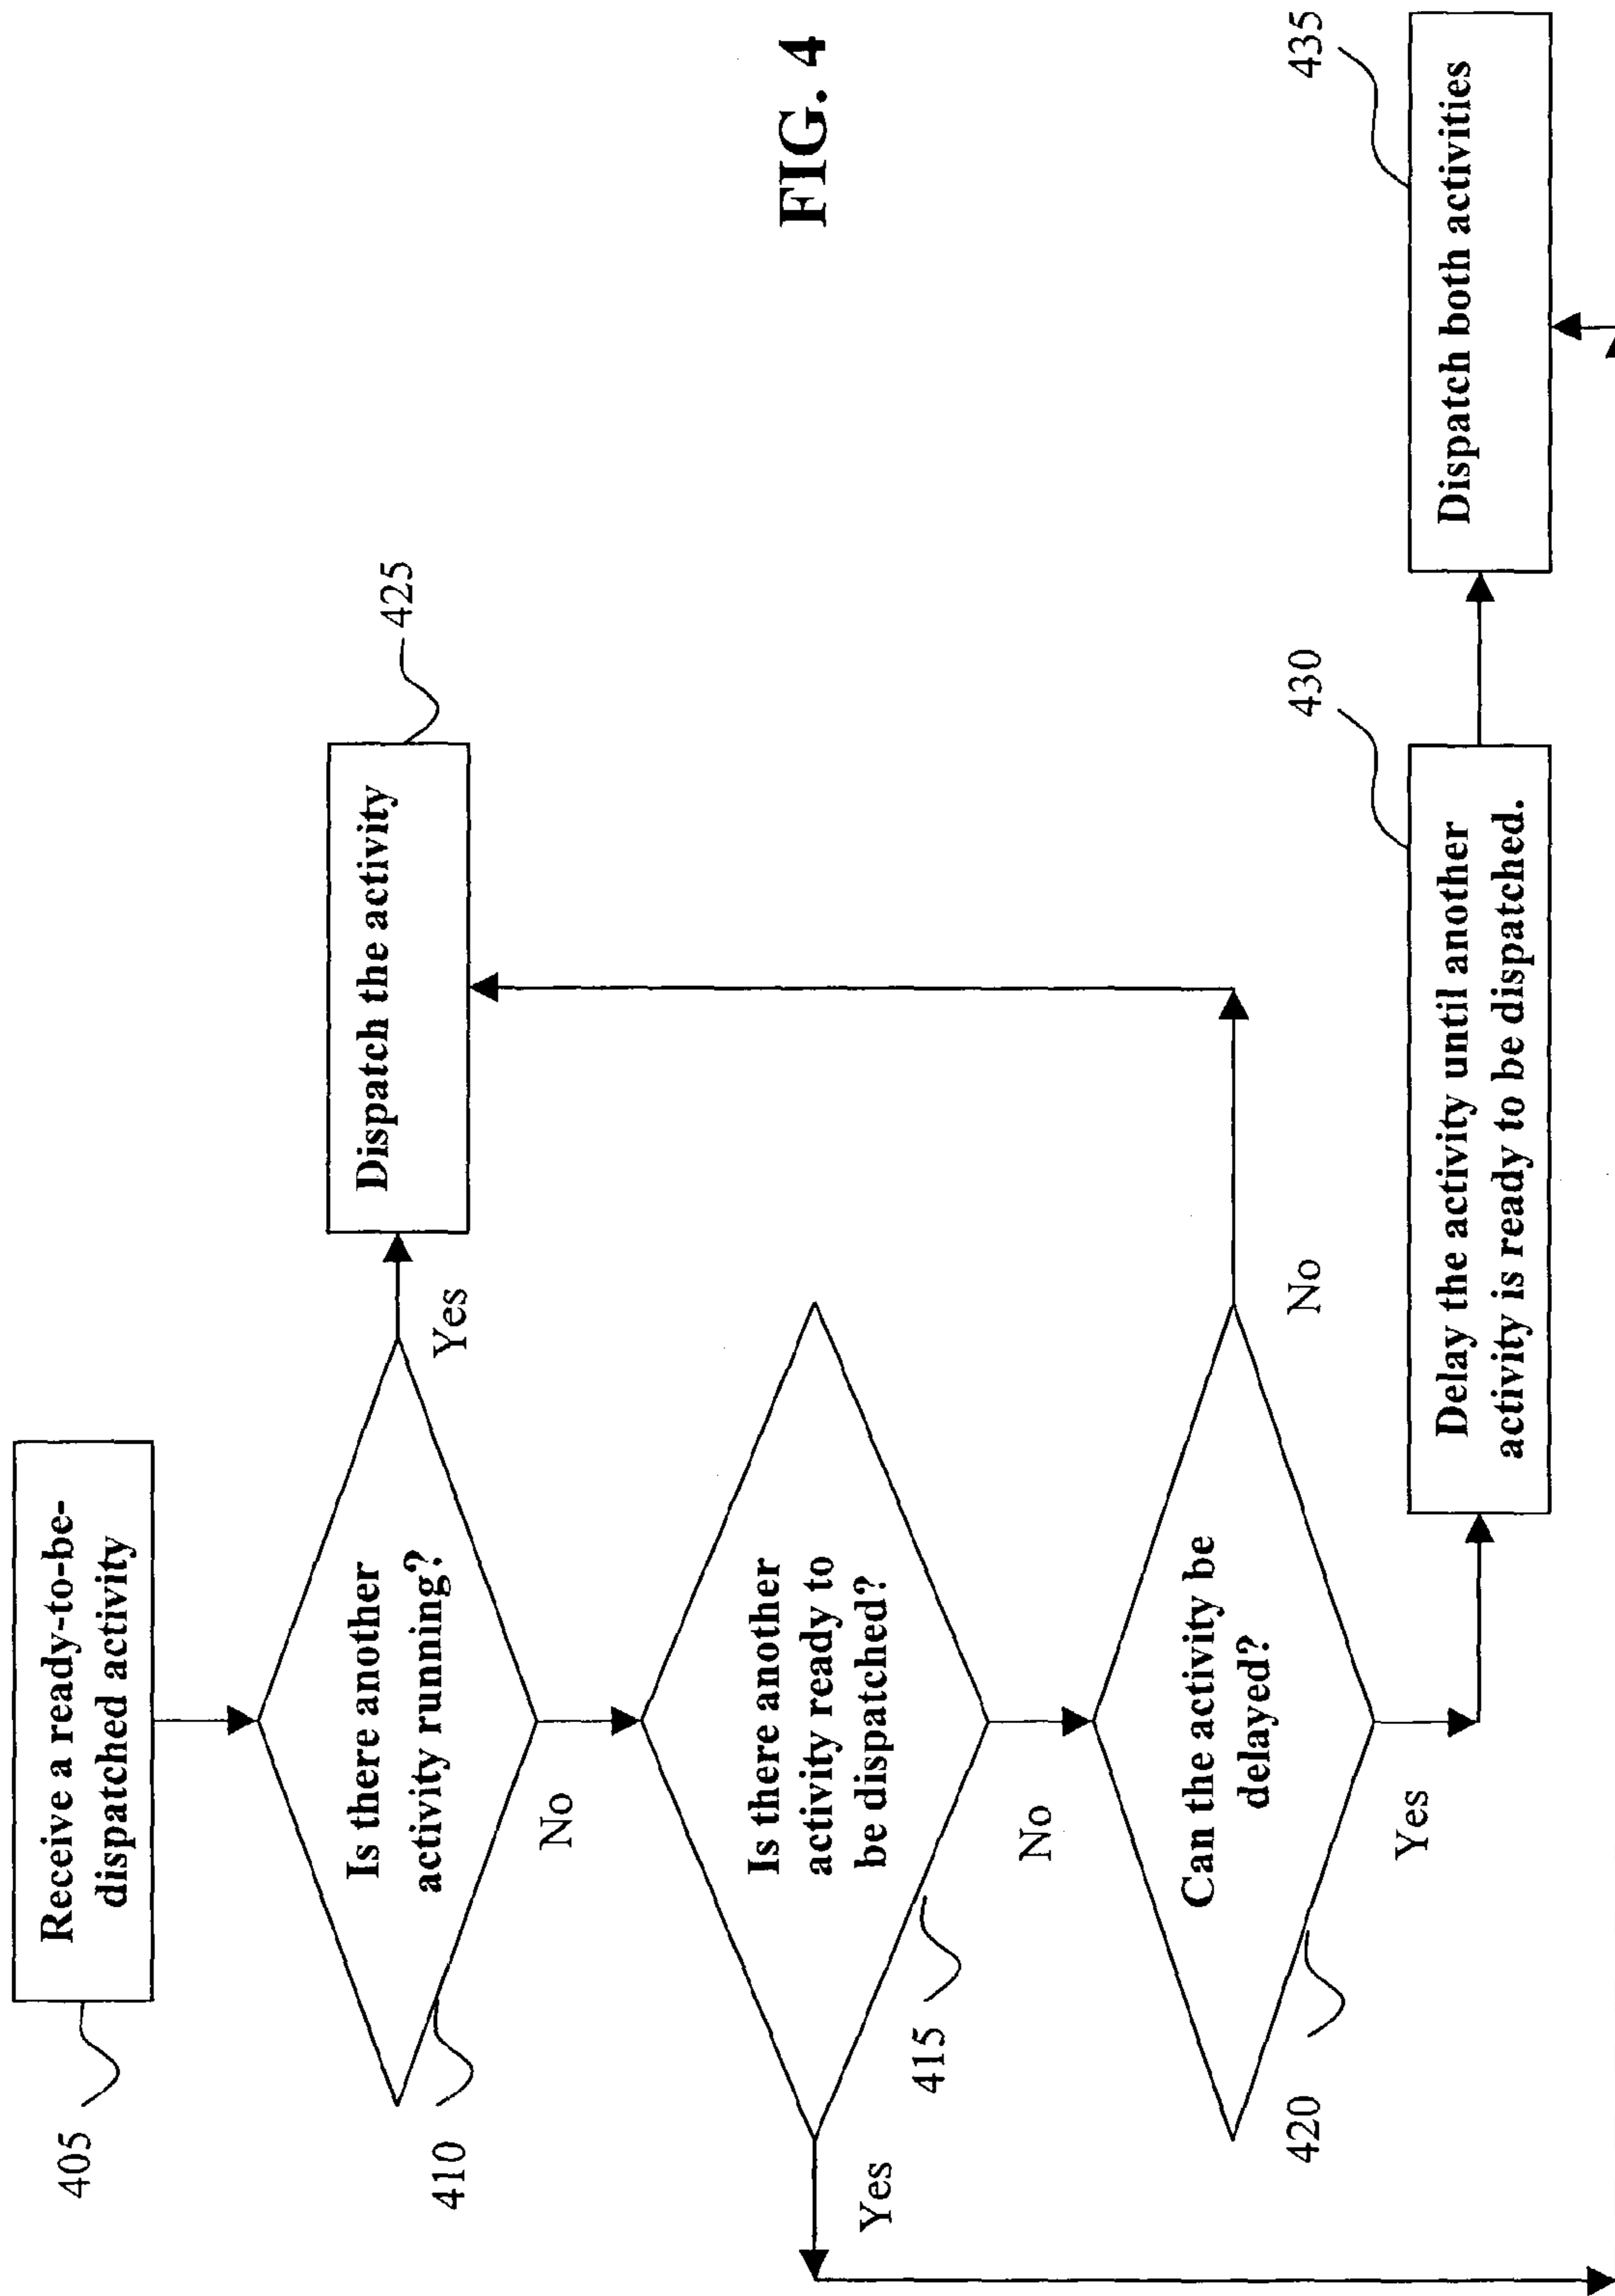 405
Receive a ready-to-be-
dispatched activity
410
Is there another
activity running?
Yes
Dispatch the activity
425
No
Is there another
activity ready to
be dispatched?
415
Yes
No
Can the activity be
delayed?
420
No
Yes
Delay the activity until another
activity is ready to be dispatched.
430
Dispatch both activities
435
FIG. 4